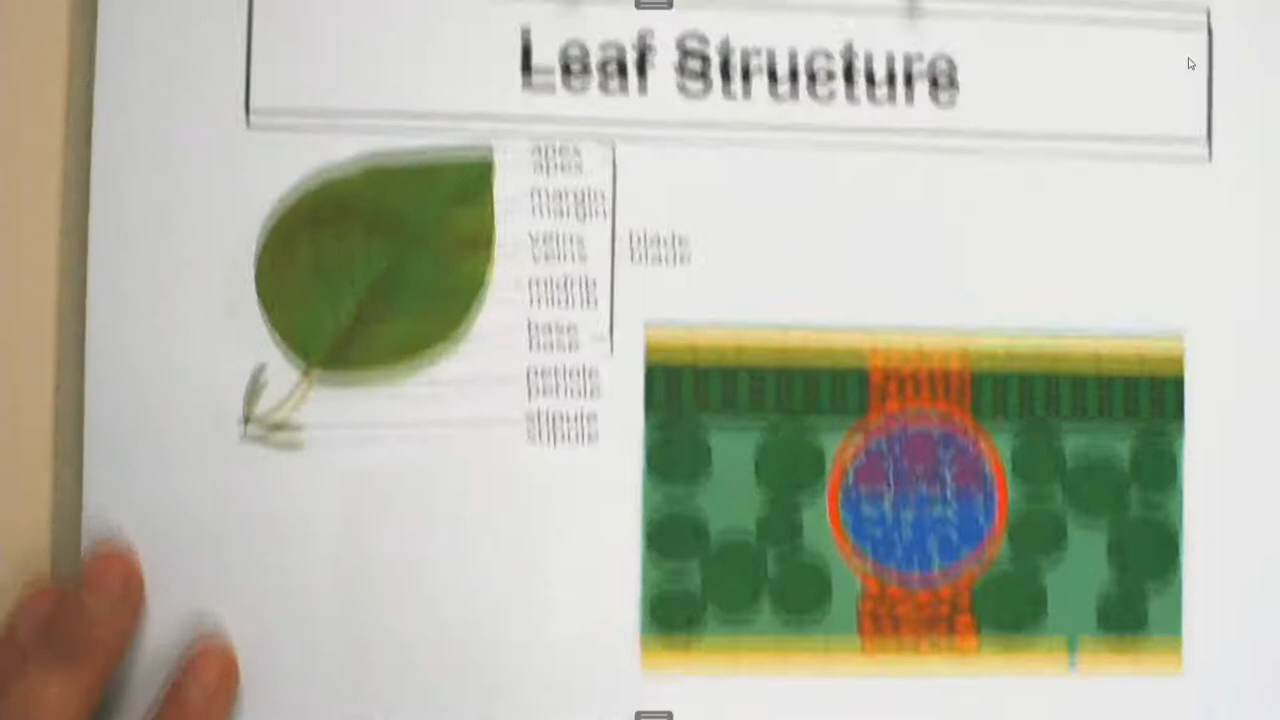 Leaf Structure
apex
margin
veins
blade
midrib
base
petiole
stipule